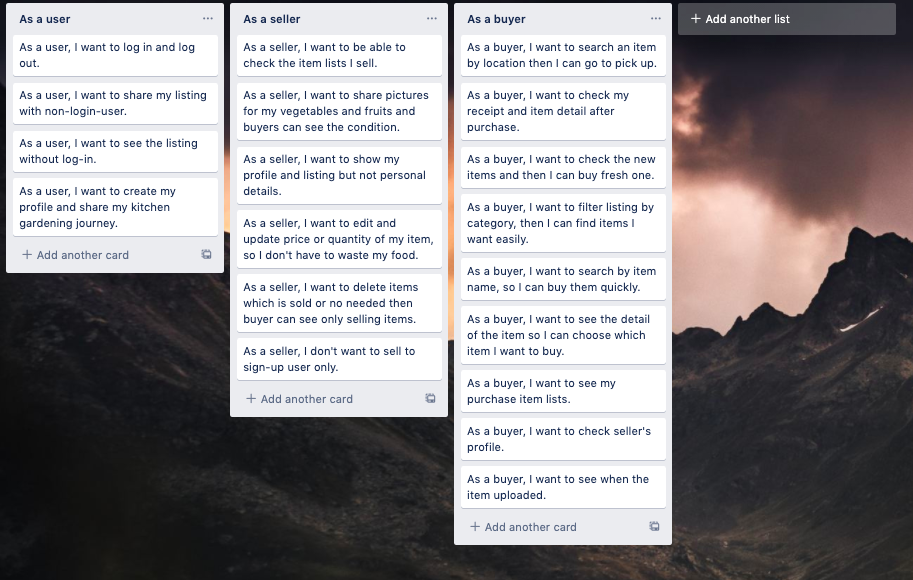 As a user
As a user, I want to log in and log
out.
As a user, I want to share my listing
with non-login-user.
As a user, I want to see the listing
without log-in.
As a user, I want to create my
profile and share my kitchen
gardening journey.
+ Add another card
As a seller
As a seller, I want to be able to
check the item lists I sell.
As a seller, I want to share pictures
for my vegetables and fruits and
buyers can see the condition.
As a seller, I want to show my
profile and listing but not personal
details.
As a seller, I want to edit and
update price or quantity of my item,
so I don't have to waste my food.
As a seller, I want to delete items
which is sold or no needed then
buyer can see only selling items.
As a seller, I don't want to sell to
sign-up user only.
+ Add another card
As a buyer
As a buyer, I want to search an item
by location then I can go to pick up.
As a buyer, I want to check my
receipt and item detail after
purchase.
As a buyer, I want to check the new
items and then I can buy fresh one.
As a buyer, I want to filter listing by
category, then I can find items I
want easily.
As a buyer, I want to search by item
name, so I can buy them quickly.
As a buyer, I want to see the detail
of the item so I can choose which
item I want to buy.
As a buyer, I want to see my
purchase item lists.
As a buyer, I want to check seller's
profile.
As a buyer, I want to see when the
item uploaded.
+ Add another card
+ Add another list